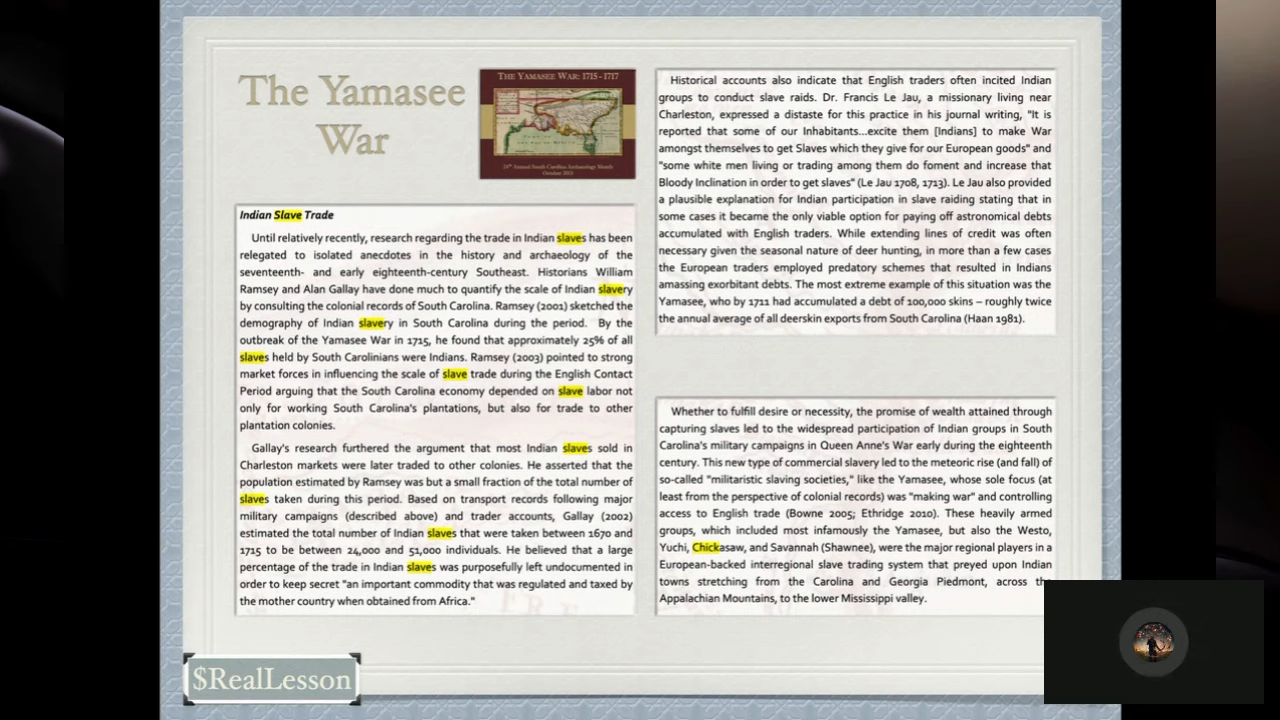 The Yamasee
War
THE YAMASEE WAR: 1715 - 1717
Indian Slave Trade
Until relatively recently, research regarding the trade in Indian slaves has been
relegated to isolated anecdotes in the history and archaeology of the
seventeenth- and early eighteenth-century Southeast. Historians William
Ramsey and Alan Gallay have done much to quantify the scale of Indian slavery
by consulting the colonial records of South Carolina. Ramsey (2001) sketched the
demography of Indian slavery in South Carolina during the period. By the
outbreak of the Yamasee War in 1715, he found that approximately 25% of all
slaves held by South Carolinians were Indians. Ramsey (2003) pointed to strong
market forces in influencing the scale of slave trade during the English Contact
Period arguing that the South Carolina economy depended on slave labor not
only for working South Carolina's plantations, but also for trade to other
plantation colonies.
Gallay's research furthered the argument that most Indian slaves sold in
Charleston markets were later traded to other colonies. He asserted that the
population estimated by Ramsey was but a small fraction of the total number of
slaves taken during this period. Based on transport records following major
military campaigns (described above) and trader accounts, Gallay (2002)
estimated the total number of Indian slaves that were taken between 1670 and
1715 to be between 24,000 and 51,000 individuals. He believed that a large
percentage of the trade in Indian slaves was purposefully left undocumented in
order to keep secret "an important commodity that was regulated and taxed by
the mother country when obtained from Africa."
Historical accounts also indicate that English traders often incited Indian
groups to conduct slave raids. Dr. Francis Le Jau, a missionary living near
Charleston, expressed a distaste for this practice in his journal writing, "It is
reported that some of our Inhabitants...excite them [Indians] to make War
amongst themselves to get Slaves which they give for our European goods" and
"some white men living or trading among them do foment and increase that
Bloody Inclination in order to get slaves" (Le Jau 1708, 1713). Le Jau also provided
a plausible explanation for Indian participation in slave raiding stating that in
some cases it became the only viable option for paying off astronomical debts
accumulated with English traders. While extending lines of credit was often
necessary given the seasonal nature of deer hunting, in more than a few cases
the European traders employed predatory schemes that resulted in Indians
amassing exorbitant debts. The most extreme example of this situation was the
Yamasee, who by 1711 had accumulated a debt of 100,000 skins – roughly twice
the annual average of all deerskin exports from South Carolina (Haan 1981).
Whether to fulfill desire or necessity, the promise of wealth attained through
capturing slaves led to the widespread participation of Indian groups in South
Carolina's military campaigns in Queen Anne's War early during the eighteenth
century. This new type of commercial slavery led to the meteoric rise (and fall) of
so-called "militaristic slaving societies," like the Yamasee, whose sole focus (at
least from the perspective of colonial records) was "making war" and controlling
access to English trade (Bowne 2005; Ethridge 2010). These heavily armed
groups, which included most infamously the Yamasee, but also the Westo,
Yuchi, Chickasaw, and Savannah (Shawnee), were the major regional players in a
European-backed interregional slave trading system that preyed upon Indian
towns stretching from the Carolina and Georgia Piedmont, across the
Appalachian Mountains, to the lower Mississippi valley.
$RealLesson